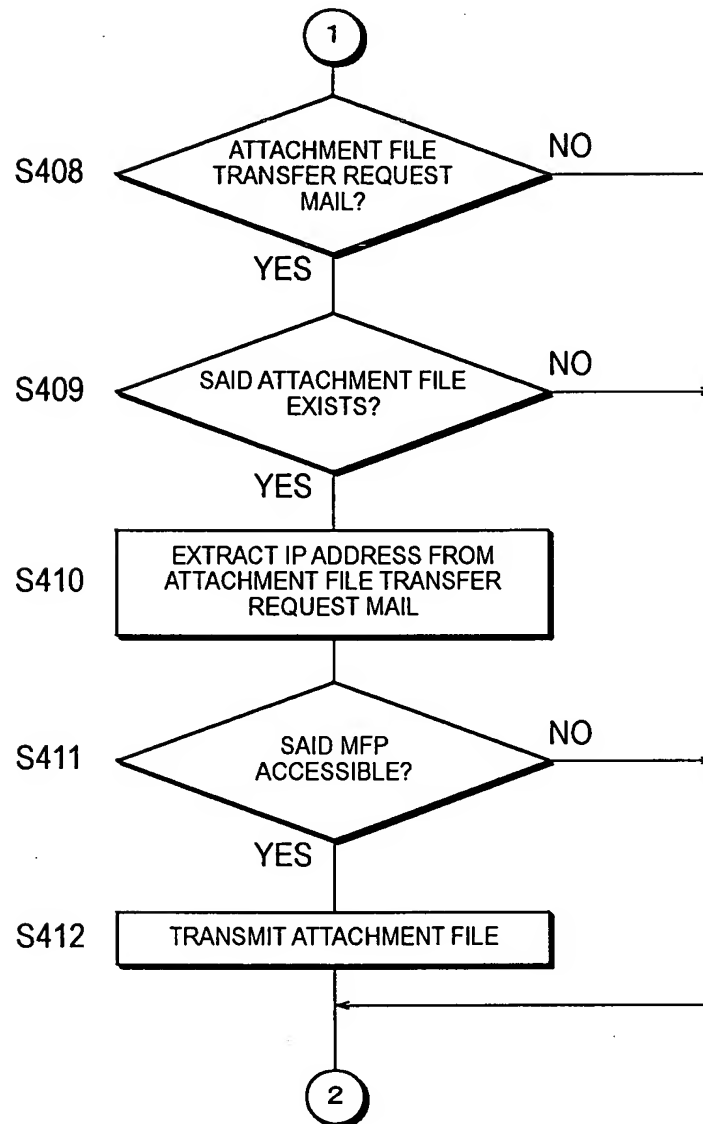 1
S408
ATTACHMENT FILE
TRANSFER REQUEST
MAIL?
NO
YES
S409
SAID ATTACHMENT FILE
EXISTS?
NO
YES
S410
EXTRACT IP ADDRESS FROM
ATTACHMENT FILE TRANSFER
REQUEST MAIL
S411
SAID MFP
ACCESSIBLE?
NO
YES
S412
TRANSMIT ATTACHMENT FILE
2